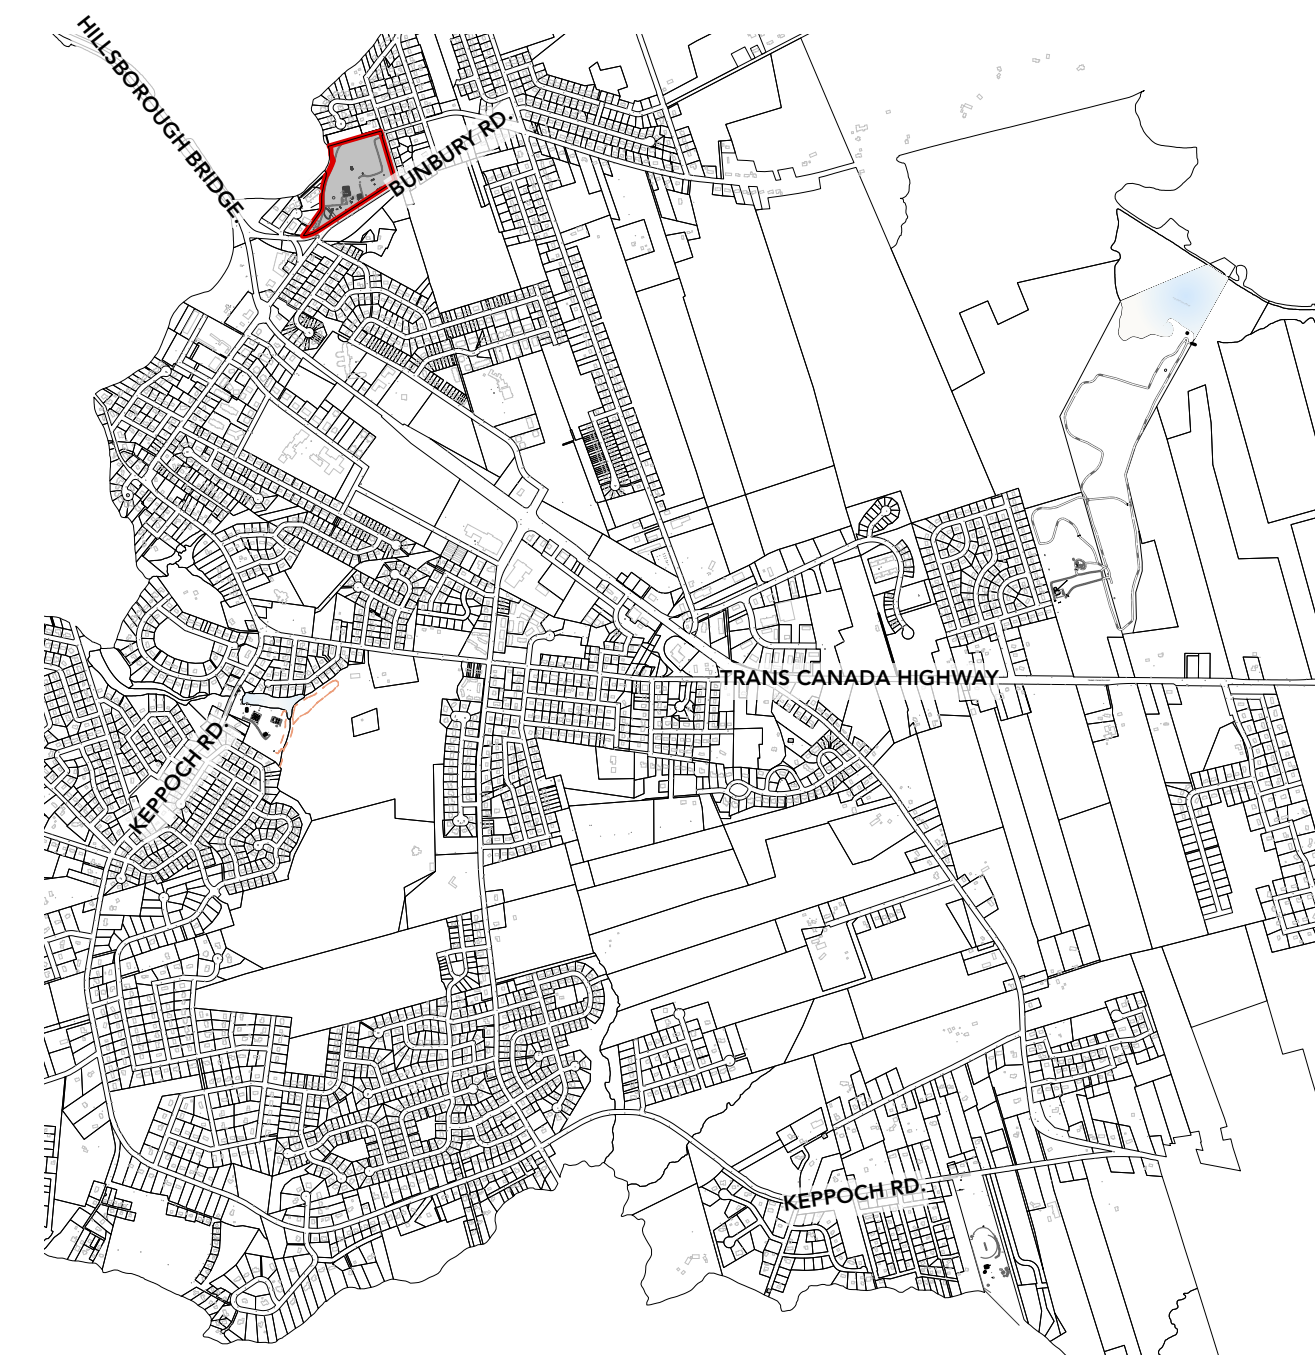 HILLSBOROUGH BRIDGE.
BUNBURY RD.
TRANS CANADA HIGHWAY
KEPPOCH RD.
KEPPOCH RD.